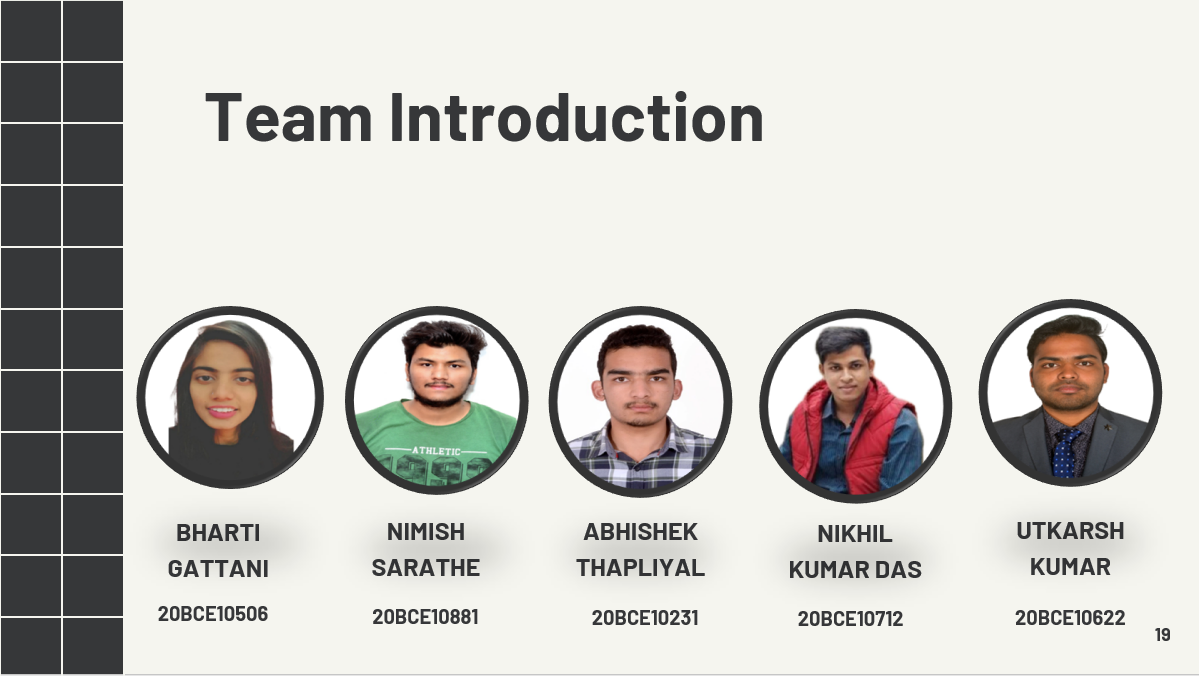 Team Introduction
ATHLETIC
BHARTI
GATTANI
20BCE10506
NIMISH
SARATHE
20BCE10881
ABHISHEK
THAPLIYAL
20BCE10231
NIKHIL
KUMAR DAS
20BCE10712
UTKARSH
KUMAR
20BCE10622
19